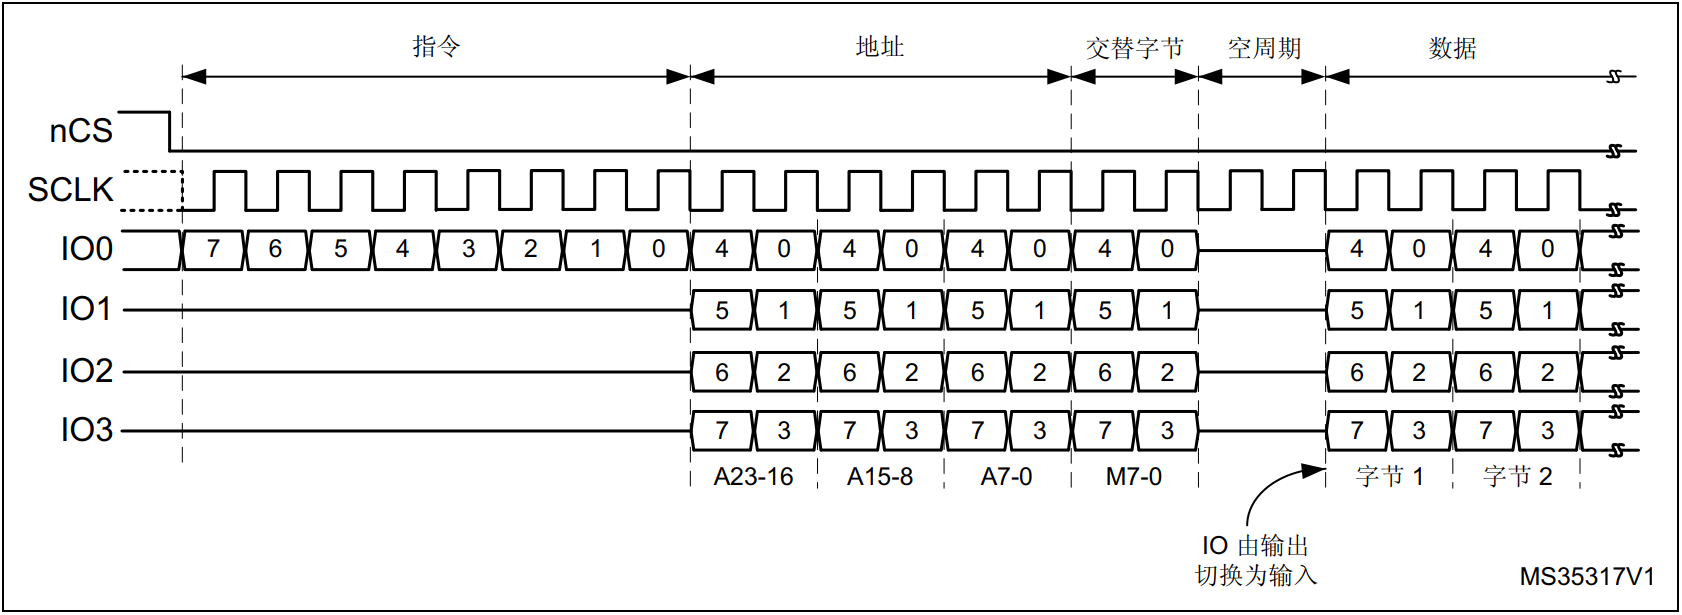 指令 地址 交替字节 空周期 数据
nCS
SCLK
IO0 7 6 5 4 3 2 1 0 4 0 4 0 4 0 4 0 4 0 4 0
IO1 5 1 5 1 5 1 5 1 5 1 5 1
IO2 6 2 6 2 6 2 6 2 6 2 6 2
IO3 7 3 7 3 7 3 7 3 7 3 7 3
A23-16 A15-8 A7-0 M7-0 字节 1 字节 2
IO 由输出
切换为输入
MS35317V1